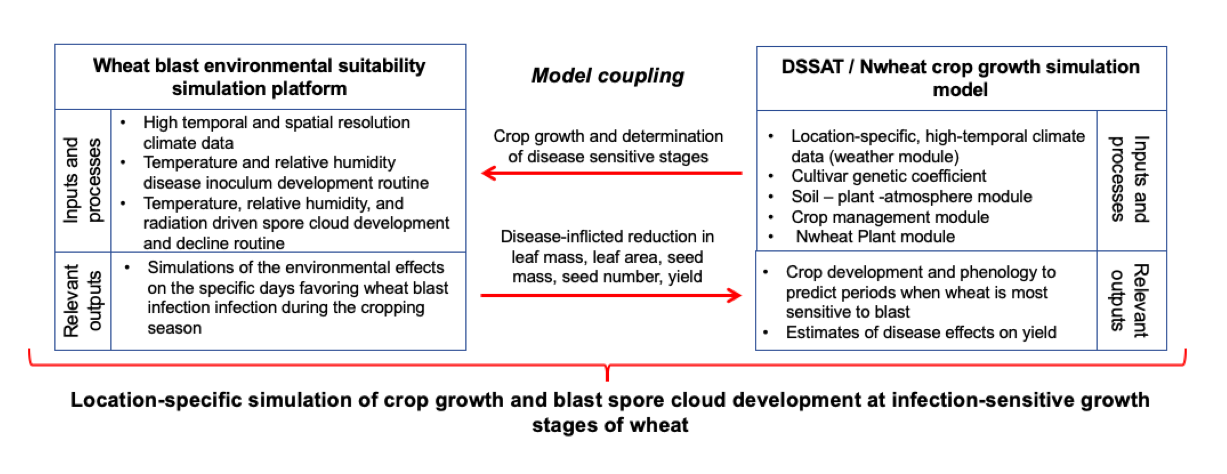 Wheat blast environmental suitability
simulation platform
Inputs and
processes
• High temporal and spatial resolution
climate data
• Temperature and relative humidity
disease inoculum development routine
• Temperature, relative humidity, and
radiation driven spore cloud development
and decline routine
Relevant
outputs
• Simulations of the environmental effects
on the specific days favoring wheat blast
infection infection during the cropping
season
Model coupling
Crop growth and determination
of disease sensitive stages
Disease-inflicted reduction in
leaf mass, leaf area, seed
mass, seed number, yield
DSSAT / Nwheat crop growth simulation
model
• Location-specific, high-temporal climate
data (weather module)
• Cultivar genetic coefficient
• Soil – plant -atmosphere module
• Crop management module
• Nwheat Plant module
Inputs and
processes
• Crop development and phenology to
predict periods when wheat is most
sensitive to blast
• Estimates of disease effects on yield
Relevant
outputs
Location-specific simulation of crop growth and blast spore cloud development at infection-sensitive growth
stages of wheat